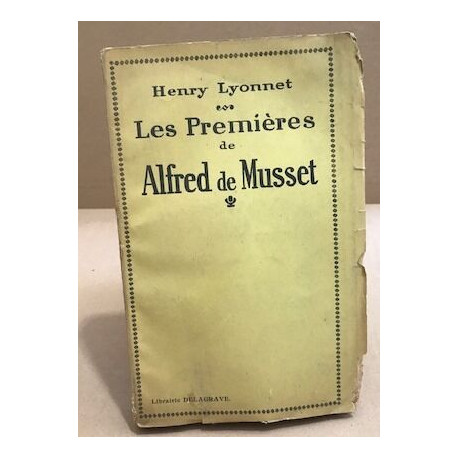 Henry Lyonnet
Les Premières
de
Alfred de Musset
Librairie DELAGRAVE.